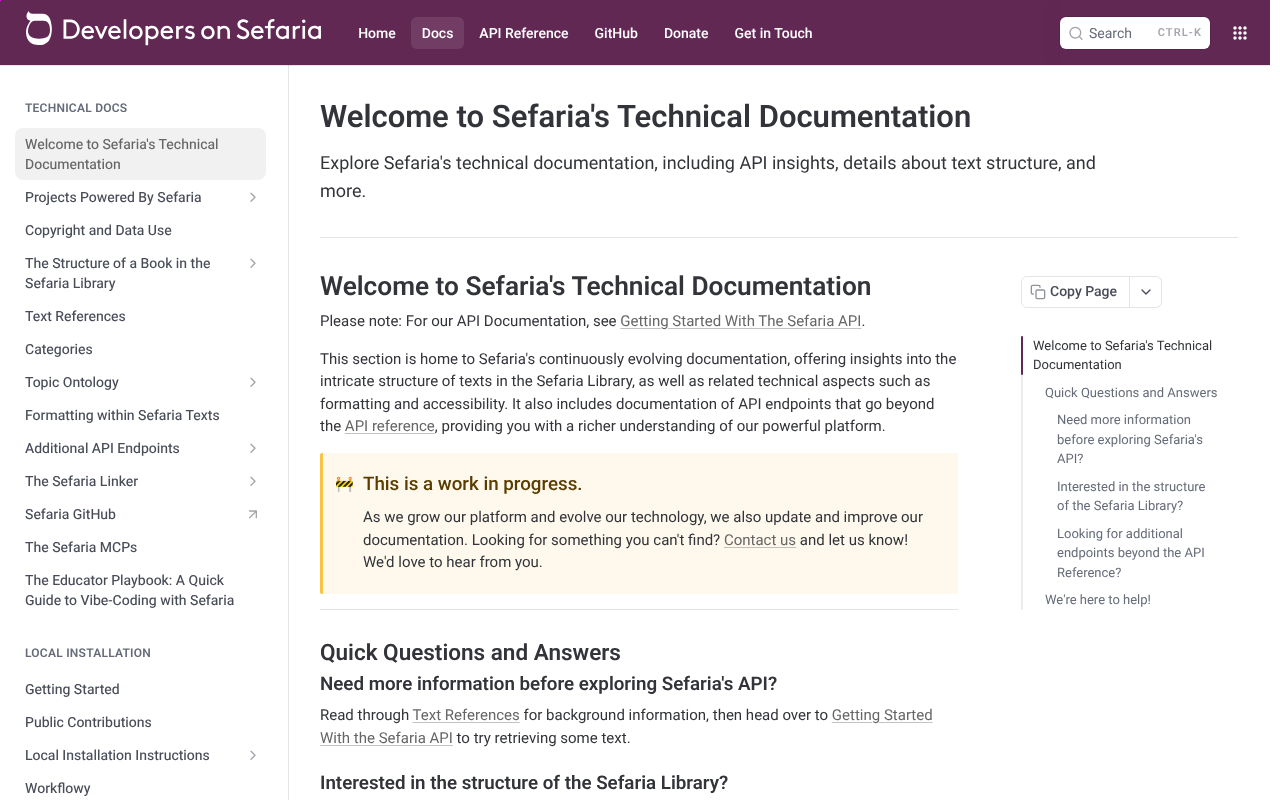 Developers on Sefaria
Home
Docs
API Reference
GitHub
Donate
Get in Touch
Search
CTRL-K
TECHNICAL DOCS
Welcome to Sefaria's Technical
Documentation
Projects Powered By Sefaria
Copyright and Data Use
The Structure of a Book in the
Sefaria Library
Text References
Categories
Topic Ontology
Formatting within Sefaria Texts
Additional API Endpoints
The Sefaria Linker
Sefaria GitHub
The Sefaria MCPs
The Educator Playbook: A Quick
Guide to Vibe-Coding with Sefaria
LOCAL INSTALLATION
Getting Started
Public Contributions
Local Installation Instructions
Workflowy
Welcome to Sefaria's Technical Documentation
Explore Sefaria's technical documentation, including API insights, details about text structure, and
more.
Welcome to Sefaria's Technical Documentation
Please note: For our API Documentation, see Getting Started With The Sefaria API.
This section is home to Sefaria's continuously evolving documentation, offering insights into the
intricate structure of texts in the Sefaria Library, as well as related technical aspects such as
formatting and accessibility. It also includes documentation of API endpoints that go beyond
the API reference, providing you with a richer understanding of our powerful platform.
🚧 This is a work in progress.
As we grow our platform and evolve our technology, we also update and improve our
documentation. Looking for something you can't find? Contact us and let us know!
We'd love to hear from you.
Quick Questions and Answers
Need more information before exploring Sefaria's API?
Read through Text References for background information, then head over to Getting Started
With the Sefaria API to try retrieving some text.
Interested in the structure of the Sefaria Library?
Copy Page
Welcome to Sefaria's Technical
Documentation
Quick Questions and Answers
Need more information
before exploring Sefaria's
API?
Interested in the structure
of the Sefaria Library?
Looking for additional
endpoints beyond the API
Reference?
We're here to help!